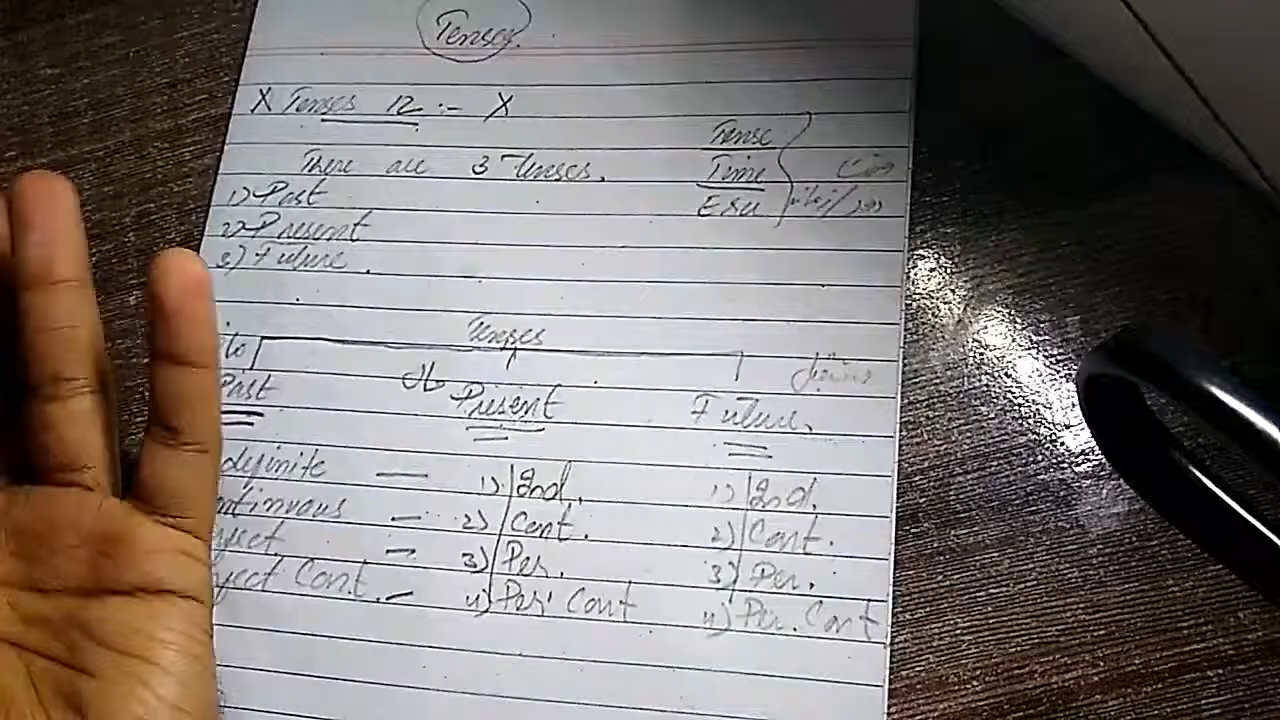 Tenses.
X Tenses 12 :- X
Tense
There are 3 Tenses.
Time
1) Past
Exu
2) Present
3) Future.
Tenses
Past Present Future.
definite — 1) Ind. 1) Ind.
ntinuous — 2) Cont. 2) Cont.
fect — 3) Per. 3) Per.
fect Cont. — 4) Per Cont 4) Per. Cont